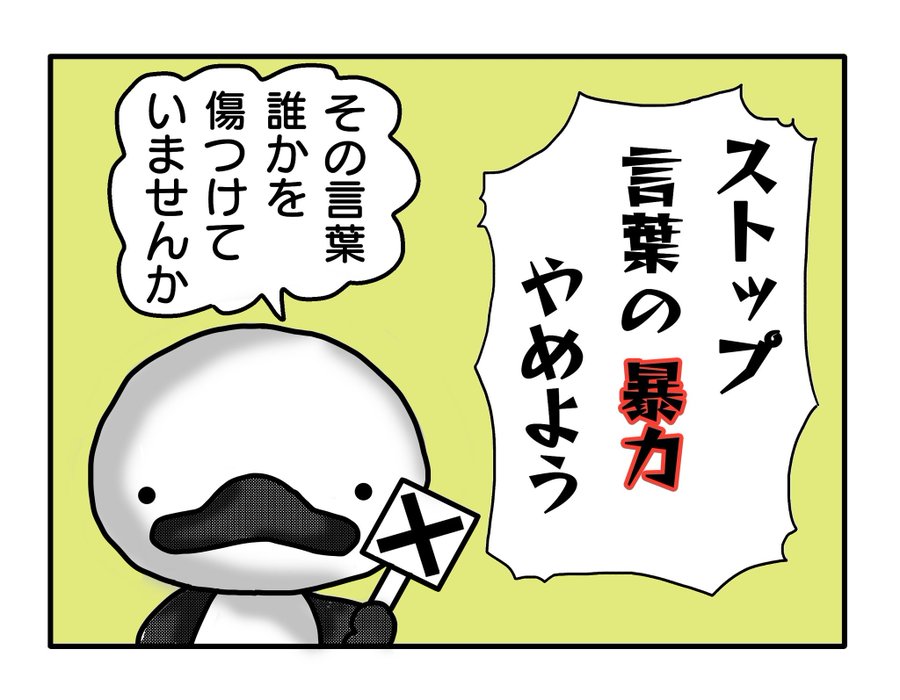 ストップ
言葉の暴力
やめよう
その言葉
誰かを
傷つけて
いませんか